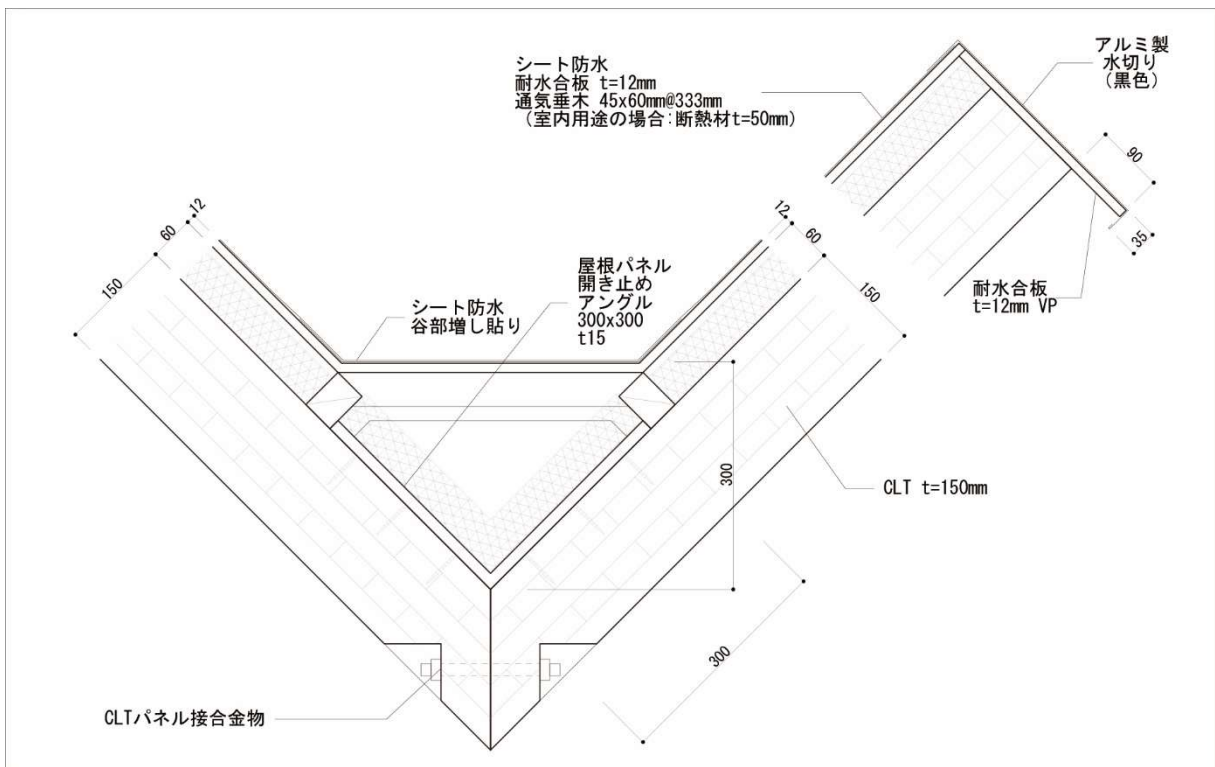 シート防水
耐水合板 t=12mm
通気垂木 45x60mm@333mm
（室内用途の場合:断熱材t=50mm）
アルミ製
水切り
（黒色）
90
35
耐水合板
t=12mm VP
12
60
150
シート防水
谷部増し貼り
屋根パネル
開き止め
アングル
300x300
t15
12
60
150
300
CLT t=150mm
300
CLTパネル接合金物